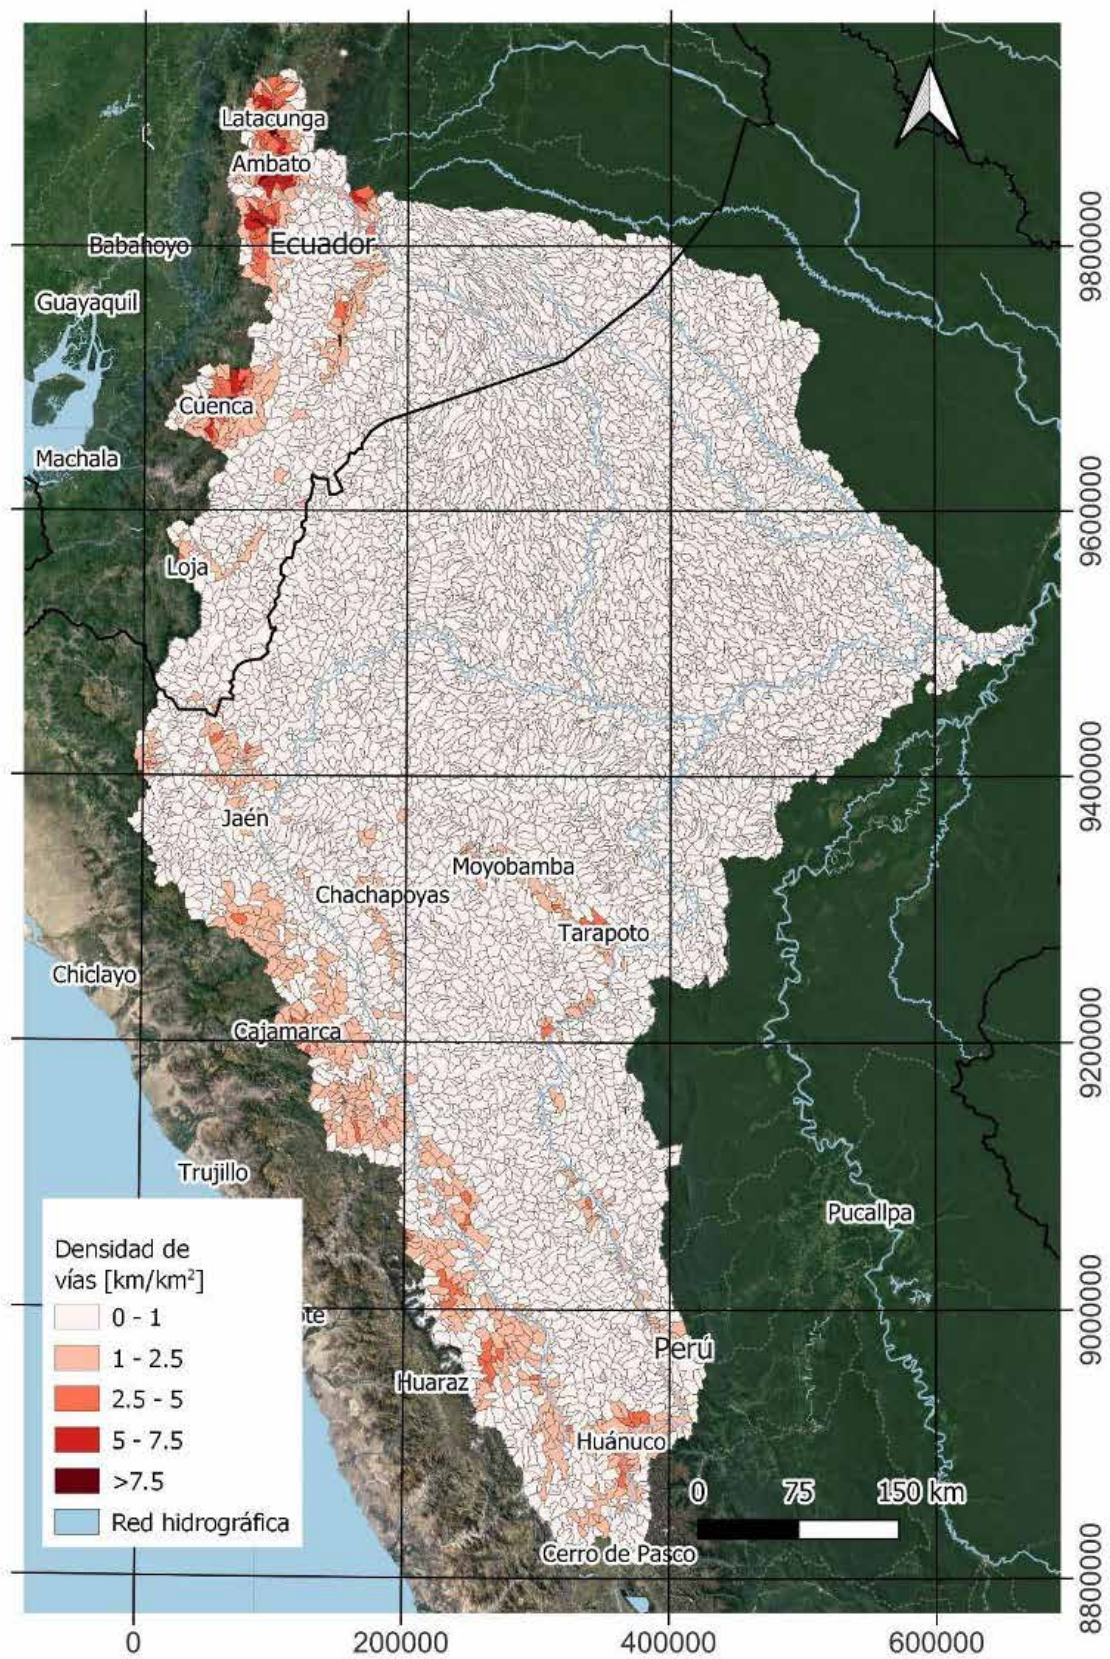 Latacunga
Ambato
Babahoyo
Ecuador
9800000
Guayaquil
Cuenca
Machala
9600000
Loja
9400000
Jaén
Moyobamba
Chachapoyas
Tarapoto
Chiclayo
Cajamarca
9200000
Trujillo
Pucallpa
Densidad de
vías [km/km²]
0 - 1
1 - 2.5
2.5 - 5
5 - 7.5
>7.5
Red hidrográfica
ote
9000000
Perú
Huaraz
Huánuco
0 75 150 km
Cerro de Pasco
8800000
0 200000 400000 600000